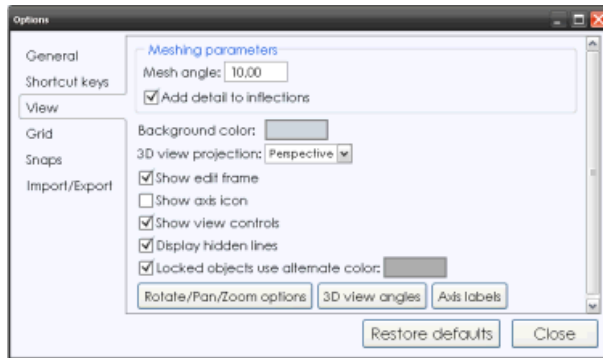 Options
General
Shortcut keys
View
Grid
Snaps
Import/Export
Meshing parameters
Mesh angle: 10,00
Add detail to inflections
Background color:
3D view projection: Perspective
Show edit frame
Show axis icon
Show view controls
Display hidden lines
Locked objects use alternate color:
Rotate/Pan/Zoom options 3D view angles Axis labels
Restore defaults Close